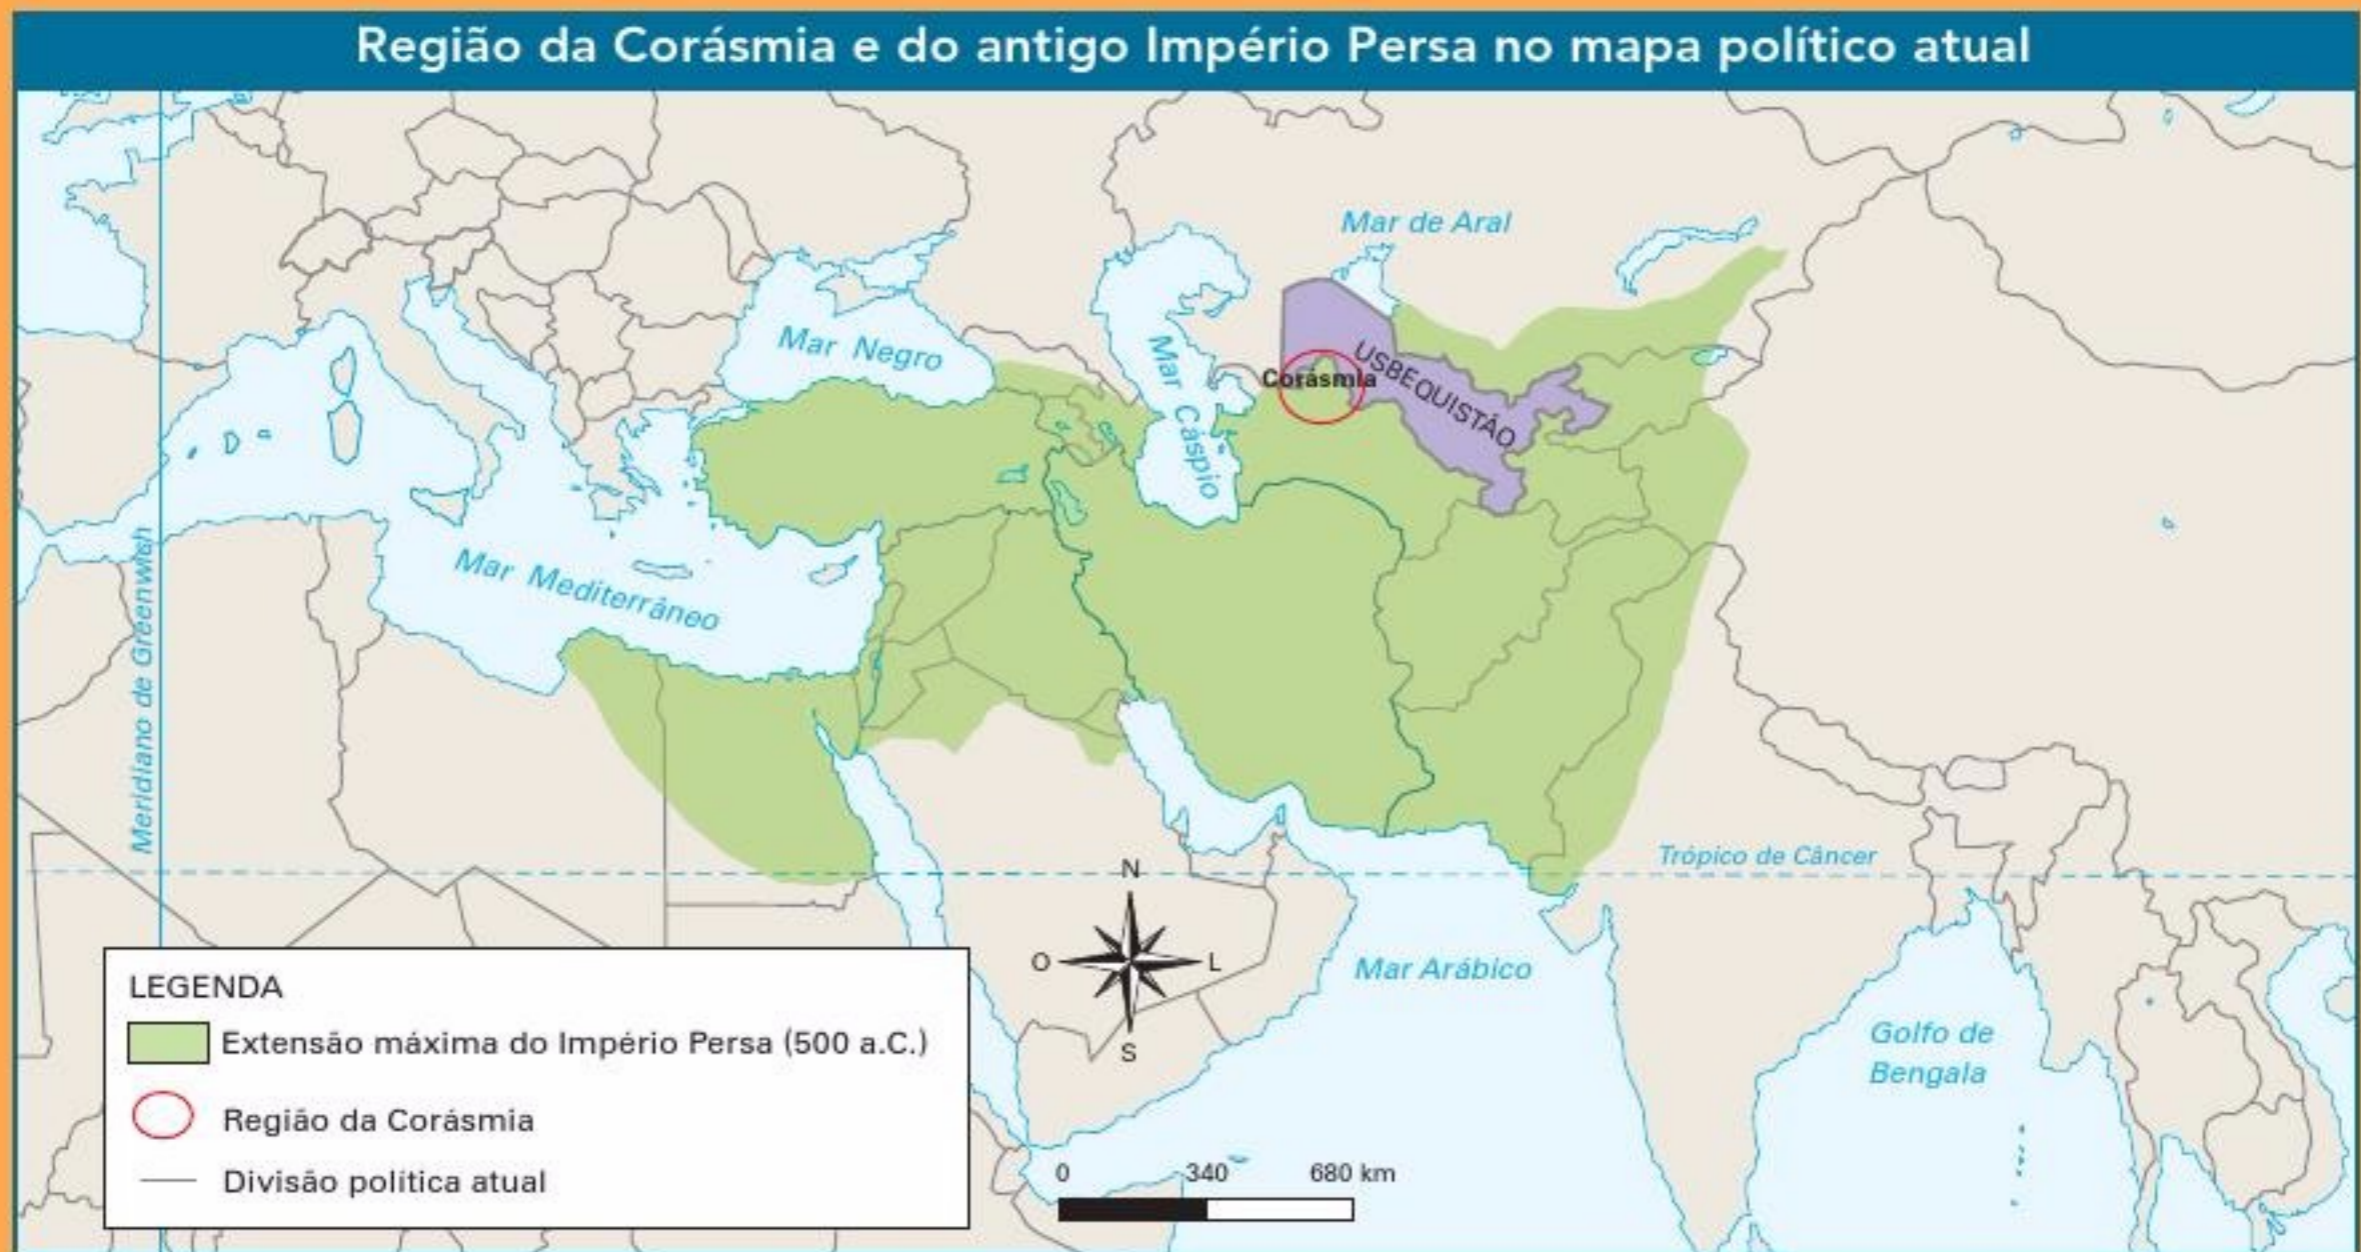 Região da Corásmia e do antigo Império Persa no mapa político atual
Mar de Aral
Mar Negro
Mar Cáspio
Corásmia
USBEQUISTÃO
Mar Mediterrâneo
Meridiano de Greenwish
Trópico de Câncer
N
O
L
S
Mar Arábico
Golfo de
Bengala
LEGENDA
Extensão máxima do Império Persa (500 a.C.)
Região da Corásmia
Divisão política atual
0 340 680 km